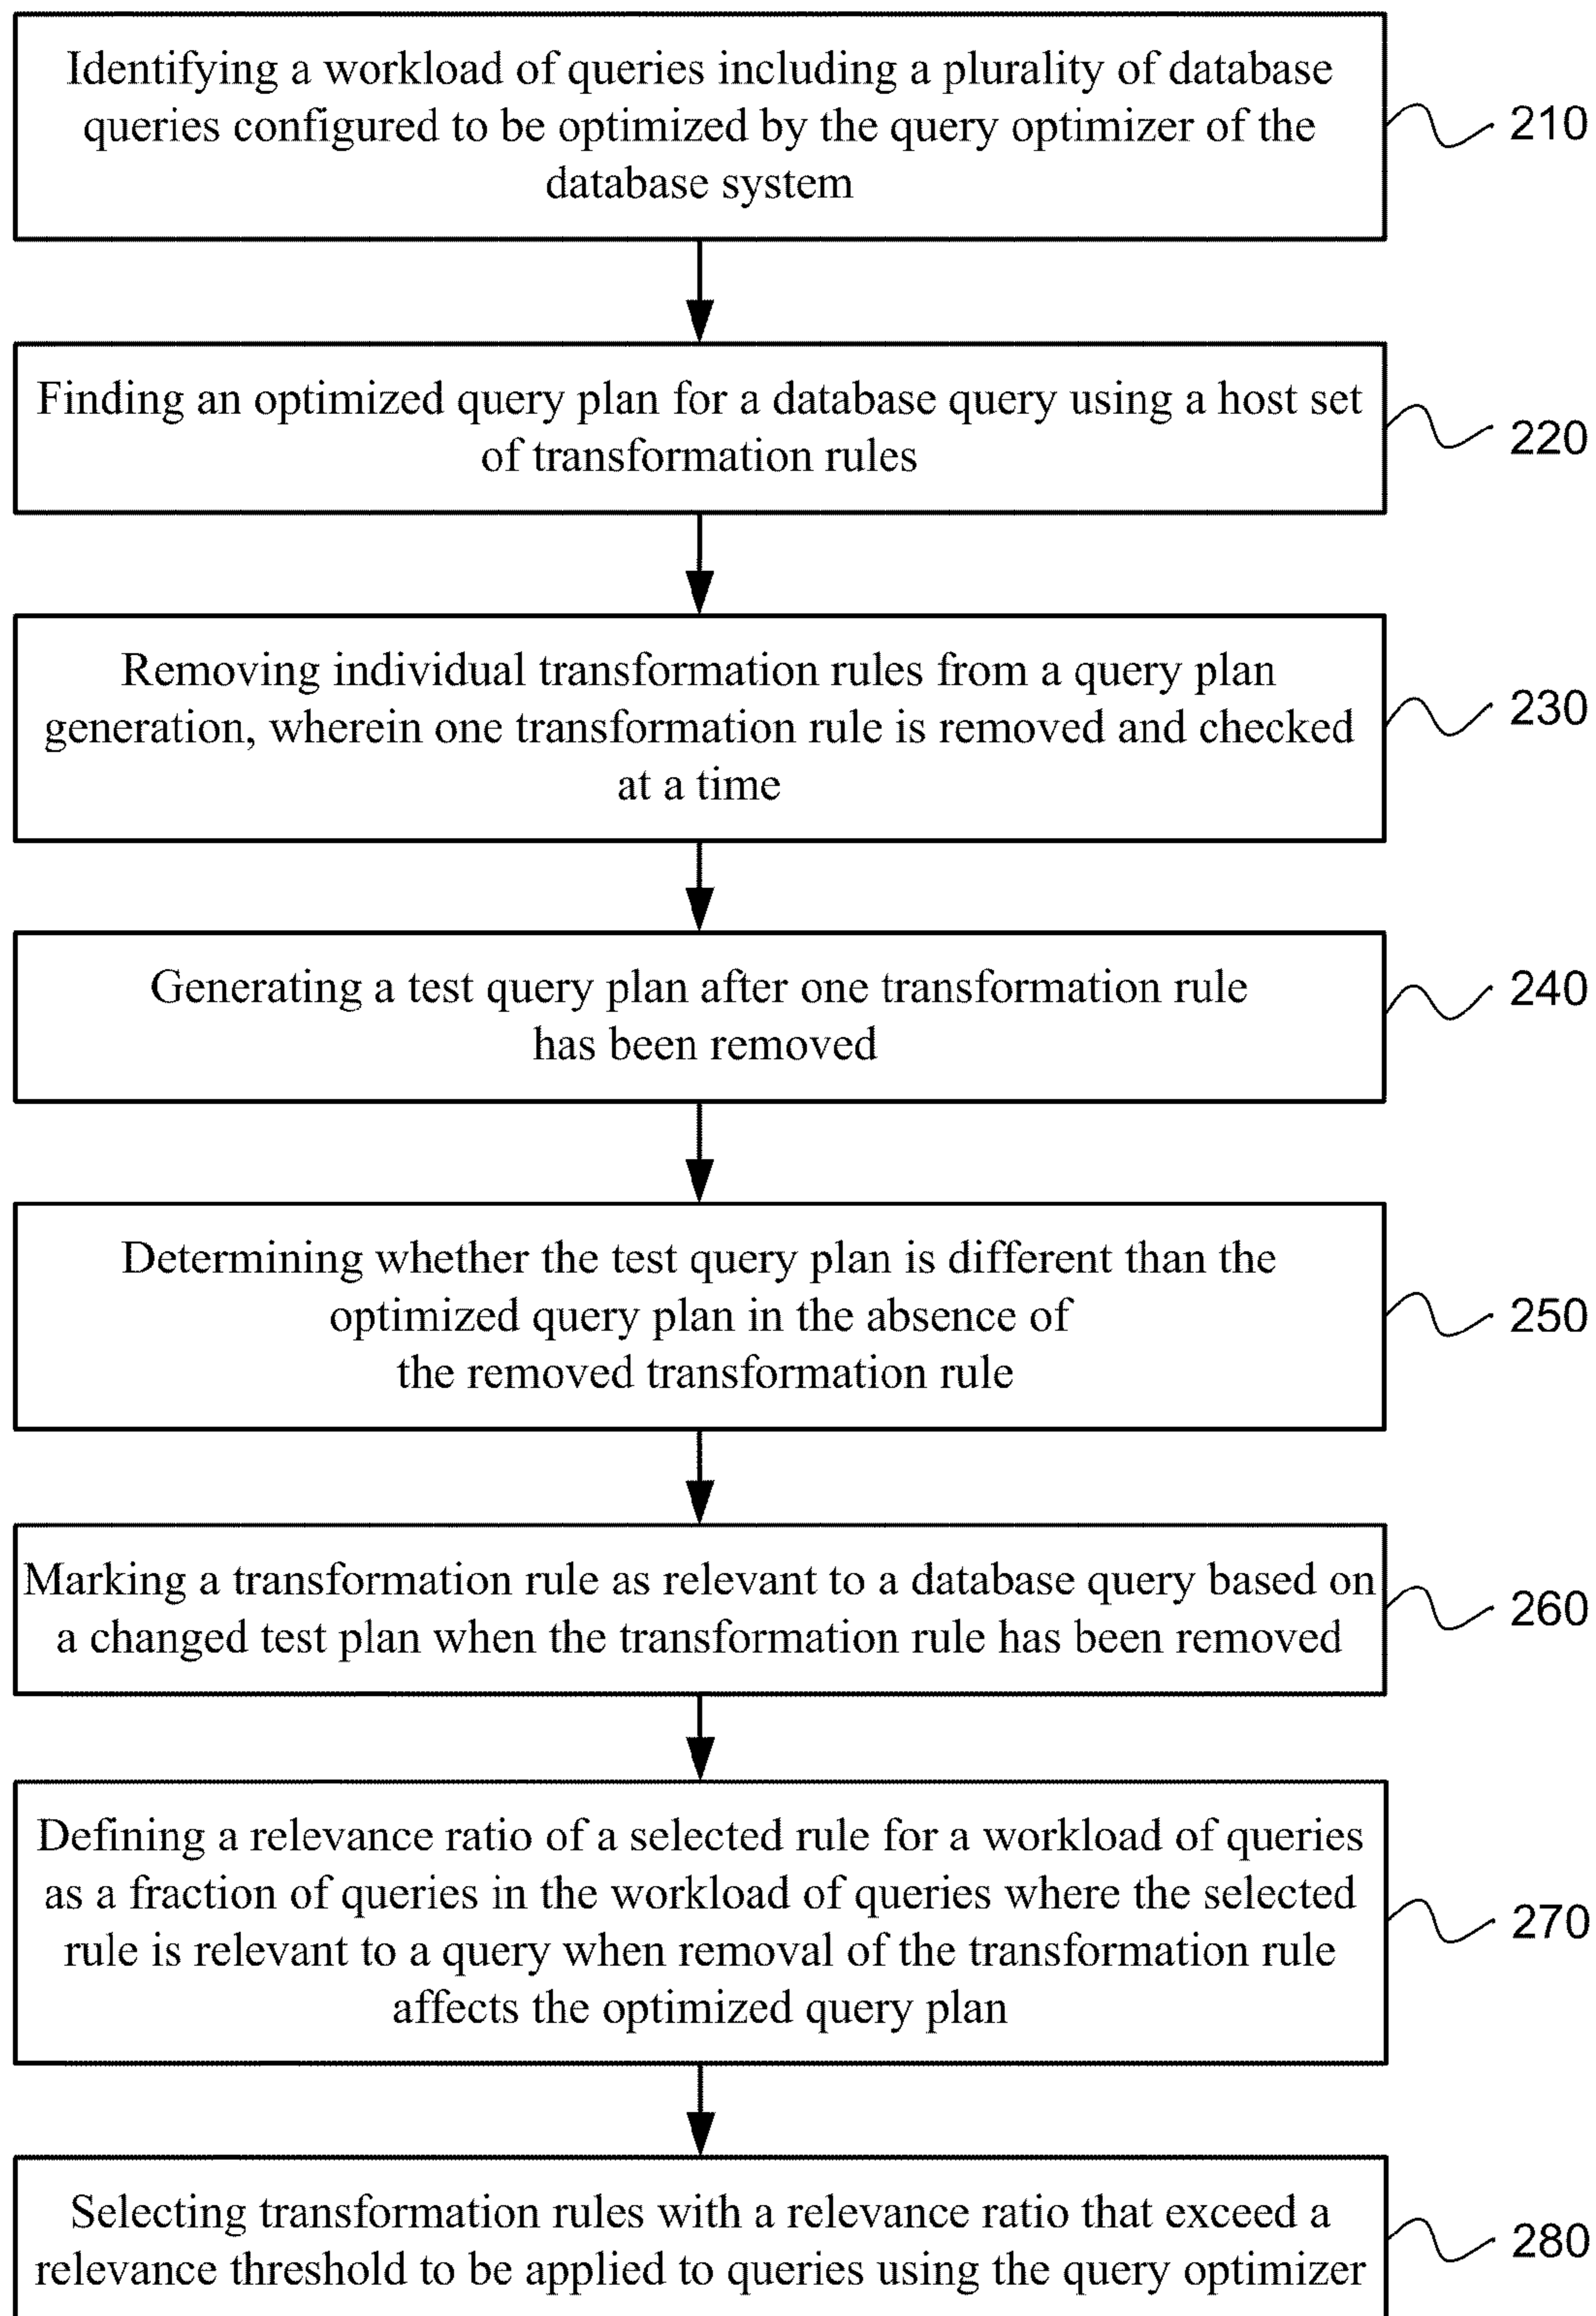 Identifying a workload of queries including a plurality of database
queries configured to be optimized by the query optimizer of the
database system
210
Finding an optimized query plan for a database query using a host set
of transformation rules
220
Removing individual transformation rules from a query plan
generation, wherein one transformation rule is removed and checked
at a time
230
Generating a test query plan after one transformation rule
has been removed
240
Determining whether the test query plan is different than the
optimized query plan in the absence of
the removed transformation rule
250
Marking a transformation rule as relevant to a database query based on
a changed test plan when the transformation rule has been removed
260
Defining a relevance ratio of a selected rule for a workload of queries
as a fraction of queries in the workload of queries where the selected
rule is relevant to a query when removal of the transformation rule
affects the optimized query plan
270
Selecting transformation rules with a relevance ratio that exceed a
relevance threshold to be applied to queries using the query optimizer
280